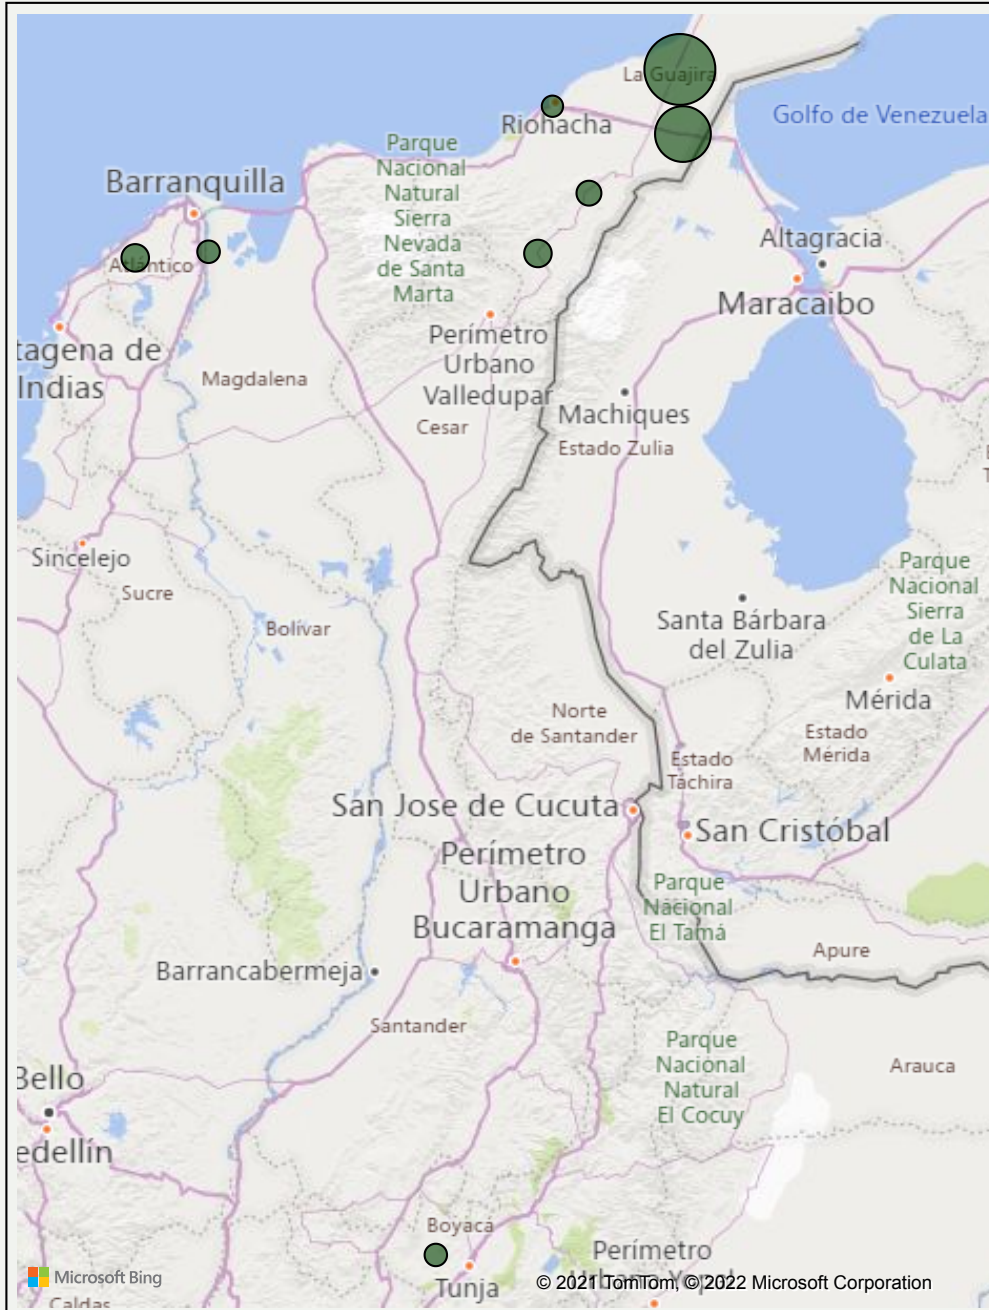 La Guajira
Riohacha
Golfo de Venezuela
Parque
Nacional
Natural
Sierra
Nevada
de Santa
Marta
Barranquilla
Atlántico
Altagracia
Maracaibo
tagena de
Indias
Magdalena
Perímetro
Urbano
Valledupar
Cesar
Machiques
Estado Zulia
Sincelejo
Sucre
Bolívar
Santa Bárbara
del Zulia
Parque
Nacional
Sierra
de La
Culata
Mérida
Estado
Mérida
Norte
de Santander
Estado
Táchira
San Jose de Cucuta
San Cristóbal
Perímetro
Urbano
Bucaramanga
Parque
Nacional
El Tamá
Apure
Barrancabermeja
Santander
Parque
Nacional
Natural
El Cocuy
Arauca
Bello
edellín
Boyacá
Tunja
Perímetro
Microsoft Bing
© 2021 TomTom, © 2022 Microsoft Corporation
Caldas